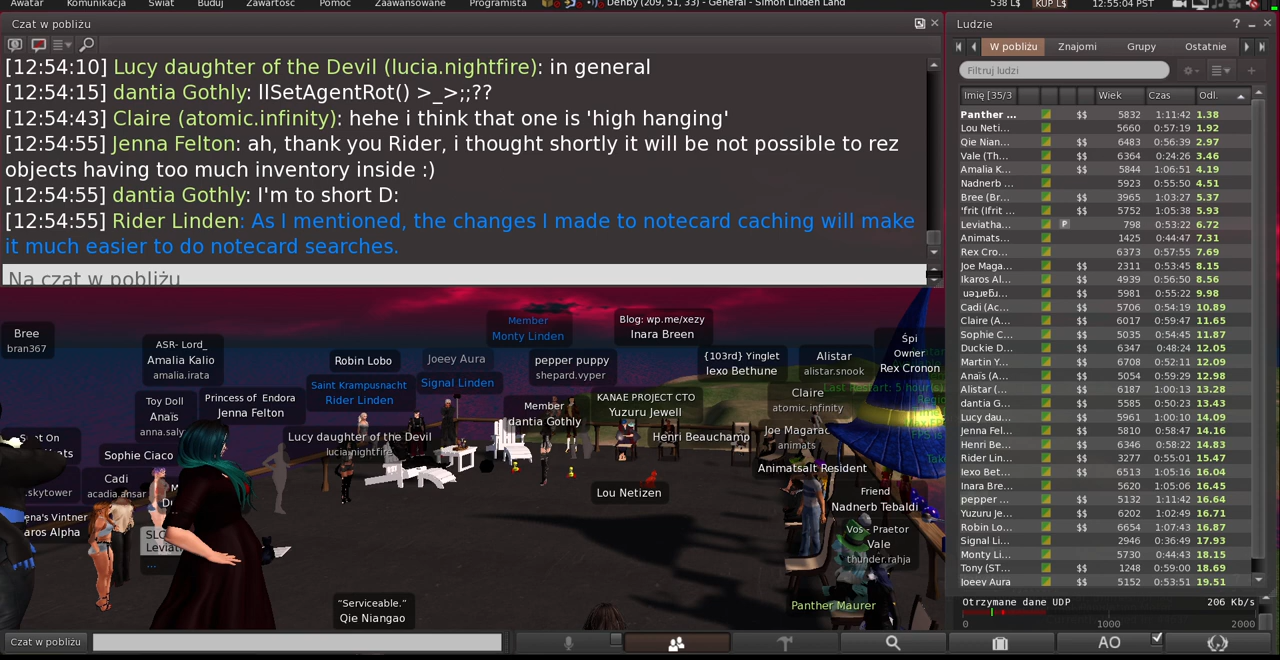 Awatar Komunikacja Świat Buduj Zawartość Pomoc Zaawansowane Programista Denby (209, 51, 33) - General - Simon Linden Land 538 L$ KUP L$ 12:55:04 PST
Czat w pobliżu
[12:54:10] Lucy daughter of the Devil (lucia.nightfire): in general
[12:54:15] dantia Gothly: llSetAgentRot() >_>;;??
[12:54:43] Claire (atomic.infinity): hehe i think that one is 'high hanging'
[12:54:55] Jenna Felton: ah, thank you Rider, i thought shortly it will be not possible to rez
objects having too much inventory inside :)
[12:54:55] dantia Gothly: I'm to short D:
[12:54:55] Rider Linden: As I mentioned, the changes I made to notecard caching will make
it much easier to do notecard searches.
Na czat w pobliżu
Bree
bran367
ASR- Lord_
Amalia Kalio
amalia.irata
Toy Doll
Anaïs
anna.saly
Princess of Endora
Jenna Felton
Robin Lobo
Saint Krampusnacht
Rider Linden
Joeey Aura
Signal Linden
Member
Monty Linden
pepper puppy
shepard.vyper
Blog: wp.me/xezy
Inara Breen
{103rd} Yinglet
Iexo Bethune
Alistar
alistar.snook
Śpi
Owner
Rex Cronon
Last Restart: 5 hour(s)
Claire
atomic.infinity
KANAE PROJECT CTO
Yuzuru Jewell
Member
dantia Gothly
Lucy daughter of the Devil
lucia.nightfire
Henri Beauchamp
Joe Magarac
animats
Animatsalt Resident
Sophie Ciaco
Cadi
acadia.ansar
.skytower
ena's Vintner
aros Alpha
Lou Netizen
Friend
Nadnerb Tebaldi
Vos - Praetor
Vale
thunder.rahja
SLO
Leviat
...
Panther Maurer
"Serviceable."
Qie Niangao
Czat w pobliżu
Ludzie
W pobliżu Znajomi Grupy Ostatnie
Filtruj ludzi
Imię [35/3 Wiek Czas Odl.
Panther ... $$ 5832 1:11:42 1.38
Lou Neti... 5660 0:57:19 1.92
Qie Nian... $$ 6483 0:56:39 2.97
Vale (Th... $$ 6364 0:24:26 3.46
Amalia K... $$ 5844 1:06:51 4.19
Nadnerb ... 5923 0:55:50 4.51
Bree (Br... $$ 3965 1:03:27 5.37
'frit (Ifrit ... $$ 5752 1:05:38 5.93
Leviatha... P 798 0:53:22 6.72
Animats... 1425 0:44:47 7.31
Rex Cro... 6373 0:57:55 7.69
Joe Maga... $$ 2311 0:53:45 8.15
Ikaros Al... $$ 4939 0:56:50 8.56
$$ 5981 0:55:22 9.98
Cadi (Ac... $$ 5706 0:54:19 10.89
Claire (A... $$ 6017 0:59:47 11.65
Sophie C... $$ 5035 0:54:45 11.87
Duckie D... $$ 6347 0:48:24 12.05
Martin Y... $$ 6708 0:52:11 12.09
Anaïs (A... $$ 5054 0:59:29 12.98
Alistar (... $$ 6187 1:00:13 13.28
dantia G... $$ 5585 0:50:23 13.43
Lucy dau... $$ 5961 1:00:10 14.09
Jenna Fel... $$ 5810 0:58:47 14.16
Henri Be... $$ 6346 0:58:22 14.83
Rider Lin... $$ 3277 0:55:01 15.47
Iexo Bet... $$ 6513 1:05:16 16.04
Inara Bre... 5620 1:05:06 16.45
pepper ... $$ 5132 1:11:42 16.64
Yuzuru Je... $$ 6202 1:02:49 16.71
Robin Lo... $$ 6654 1:07:43 16.87
Signal Li... 2946 0:36:49 17.93
Monty Li... 5730 0:44:43 18.15
Tony (ST... $$ 1248 0:59:00 18.69
Joeey Aura $$ 5152 0:53:51 19.51
Otrzymane dane UDP 206 Kb/s
0 1000 2000
AO